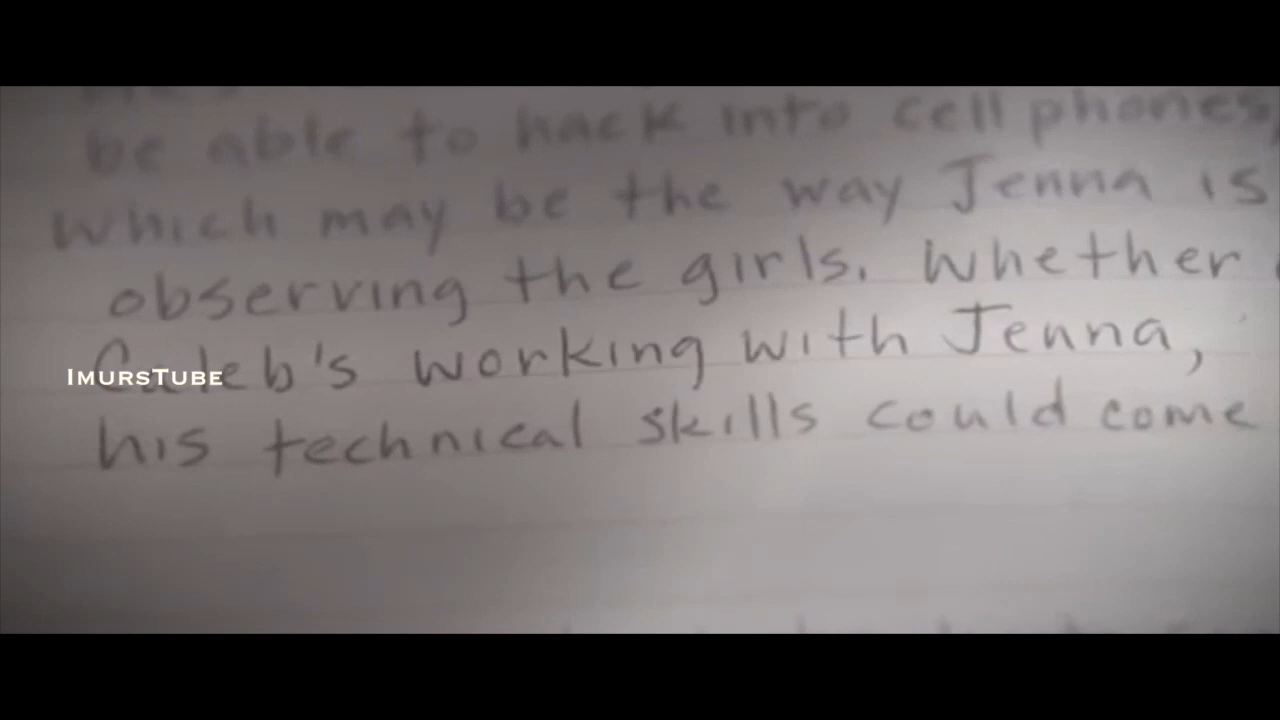 be able to hack into cell phones,
which may be the way Jenna is
observing the girls. Whether
Caleb's working with Jenna,
ImursTube
his technical skills could come